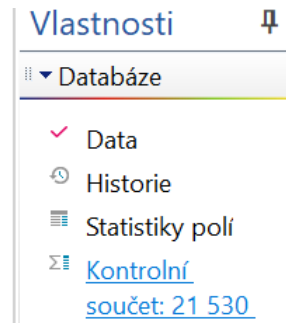 Vlastnosti
Databáze
Data
Historie
Statistiky polí
Kontrolní
součet: 21 530